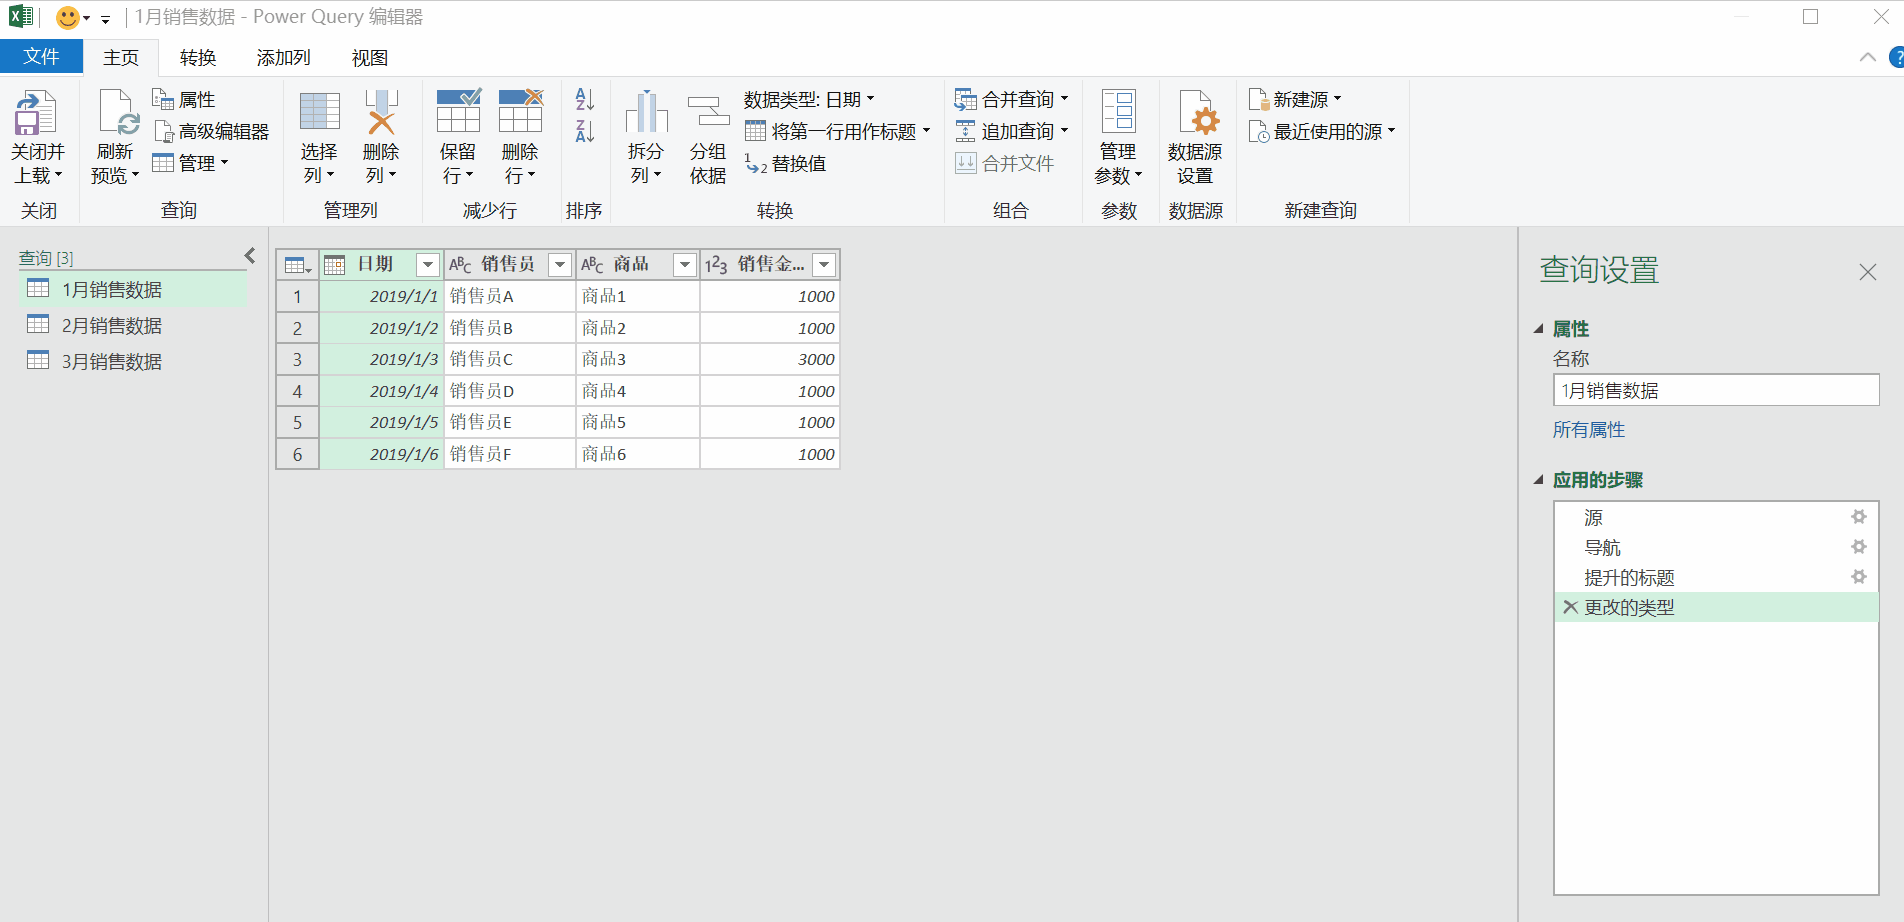 1月销售数据 - Power Query 编辑器
文件 主页 转换 添加列 视图
关闭并
上载
关闭
刷新
预览
属性
高级编辑器
管理
查询
选择
列
删除
列
管理列
保留
行
删除
行
减少行
排序
拆分
列
分组
依据
数据类型: 日期
将第一行用作标题
1 2 替换值
转换
合并查询
追加查询
合并文件
组合
管理
参数
参数
数据源
设置
数据源
新建源
最近使用的源
新建查询
查询 [3]
1月销售数据
2月销售数据
3月销售数据
日期 ABC 销售员 ABC 商品 123 销售金...
1 2019/1/1 销售员A 商品1 1000
2 2019/1/2 销售员B 商品2 1000
3 2019/1/3 销售员C 商品3 3000
4 2019/1/4 销售员D 商品4 1000
5 2019/1/5 销售员E 商品5 1000
6 2019/1/6 销售员F 商品6 1000
查询设置
属性
名称
1月销售数据
所有属性
应用的步骤
源
导航
提升的标题
更改的类型